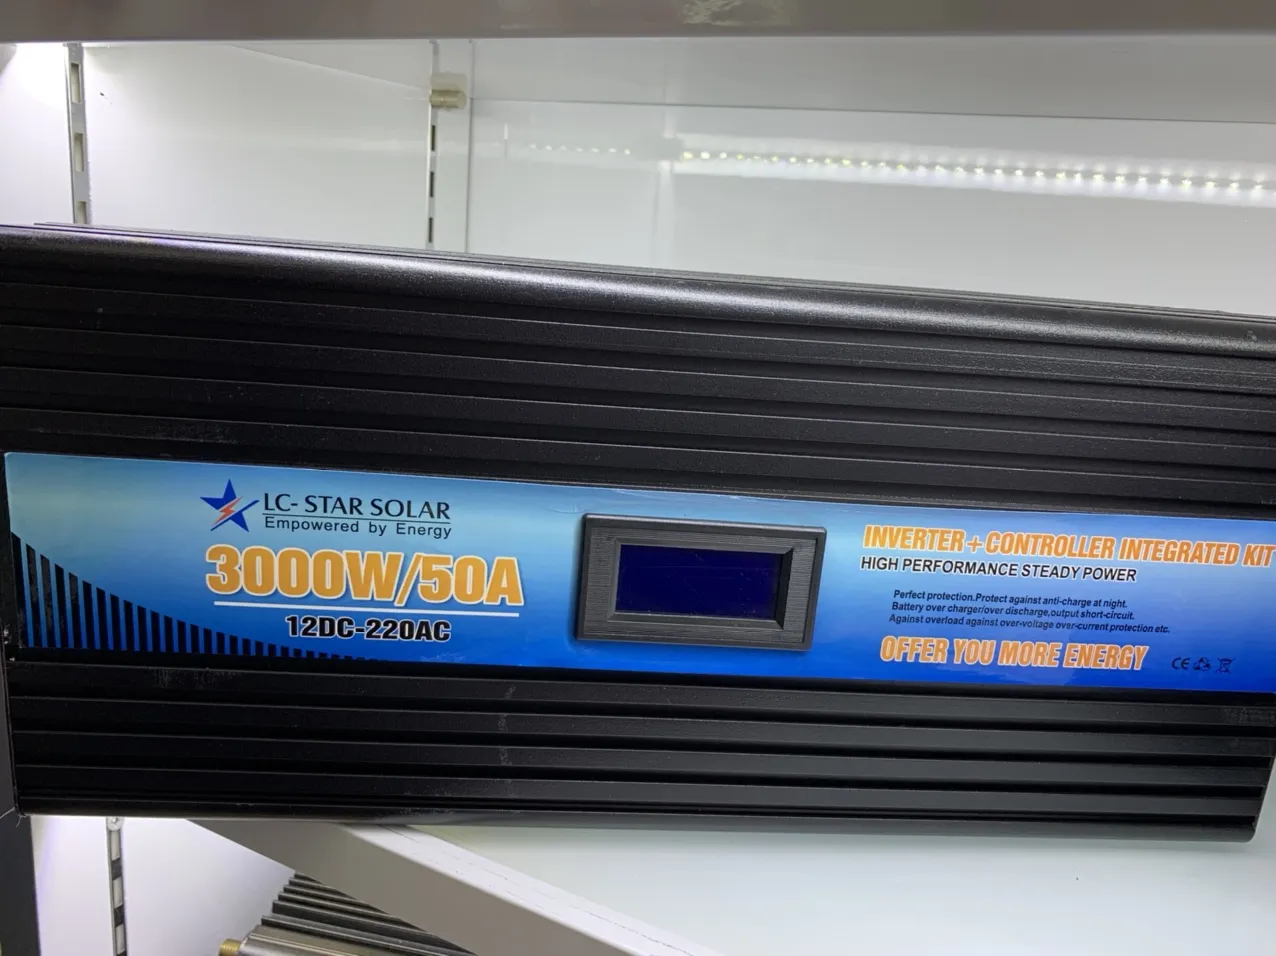 LC- STAR SOLAR
Empowered by Energy
3000W/50A
12DC-220AC
INVERTER+CONTROLLER INTEGRATED KIT
HIGH PERFORMANCE STEADY POWER
Perfect protection.Protect against anti-charge at night.
Battery over charger/over discharge,output short-circuit.
Against overload against over-voltage over-current protection etc.
OFFER YOU MORE ENERGY
CE